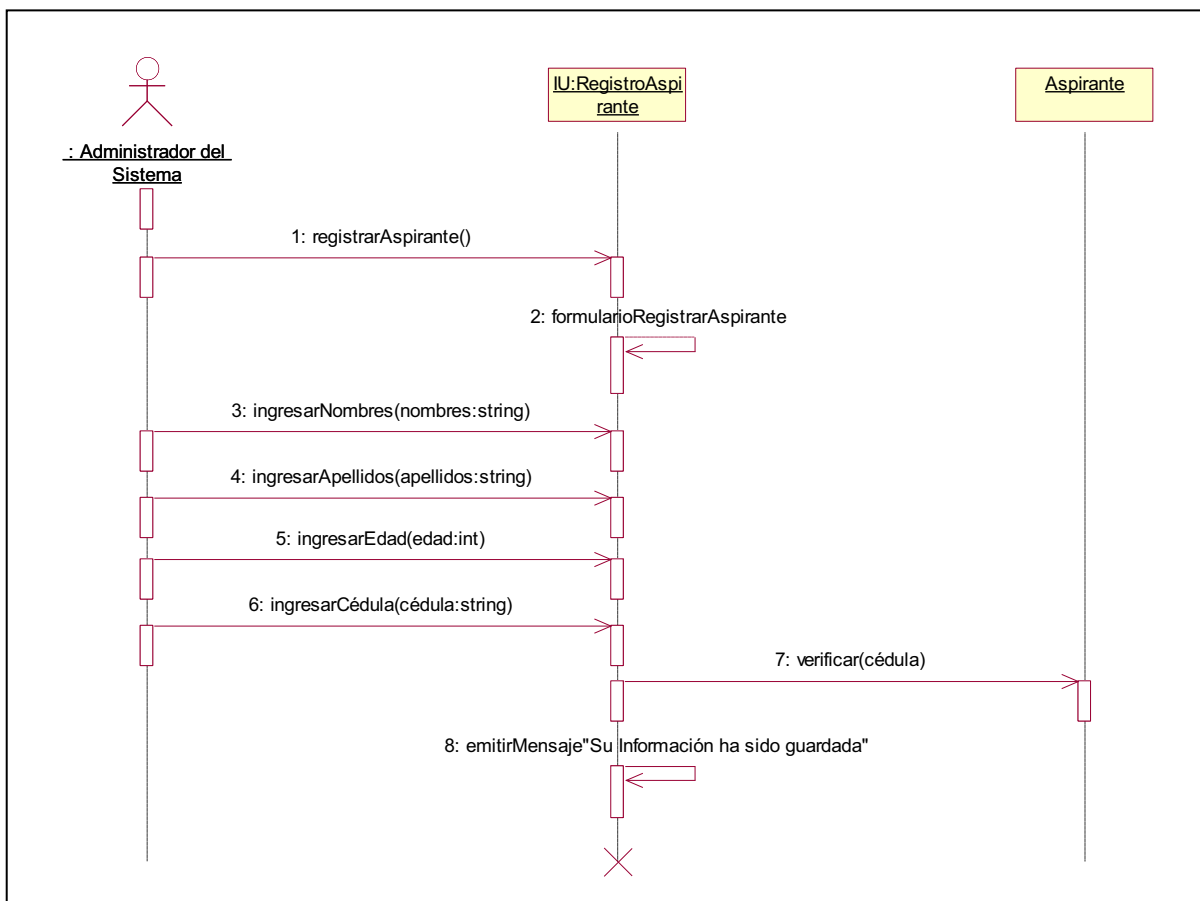 : Administrador del
Sistema
IU:RegistroAspi
rante
Aspirante
1: registrarAspirante()
2: formularioRegistrarAspirante
3: ingresarNombres(nombres:string)
4: ingresarApellidos(apellidos:string)
5: ingresarEdad(edad:int)
6: ingresarCédula(cédula:string)
7: verificar(cédula)
8: emitirMensaje"Su Información ha sido guardada"